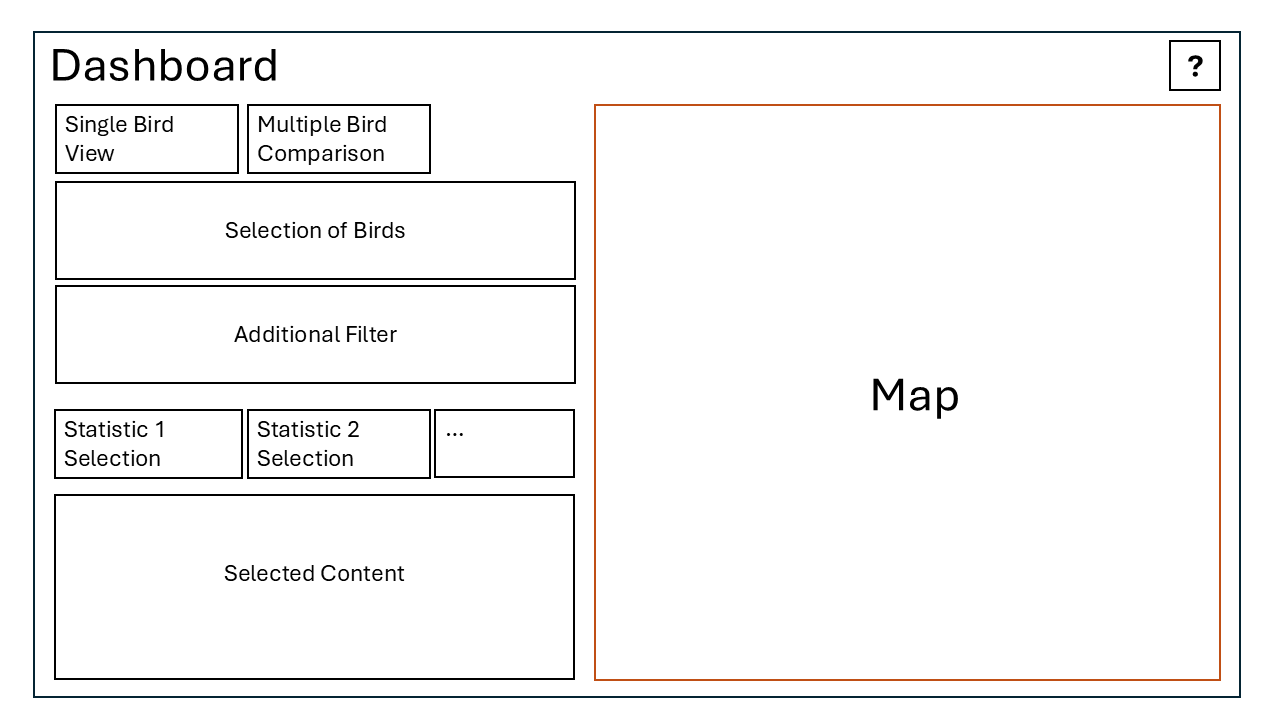 Dashboard
?
Single Bird
View
Multiple Bird
Comparison
Selection of Birds
Additional Filter
Statistic 1
Selection
Statistic 2
Selection
...
Selected Content
Map